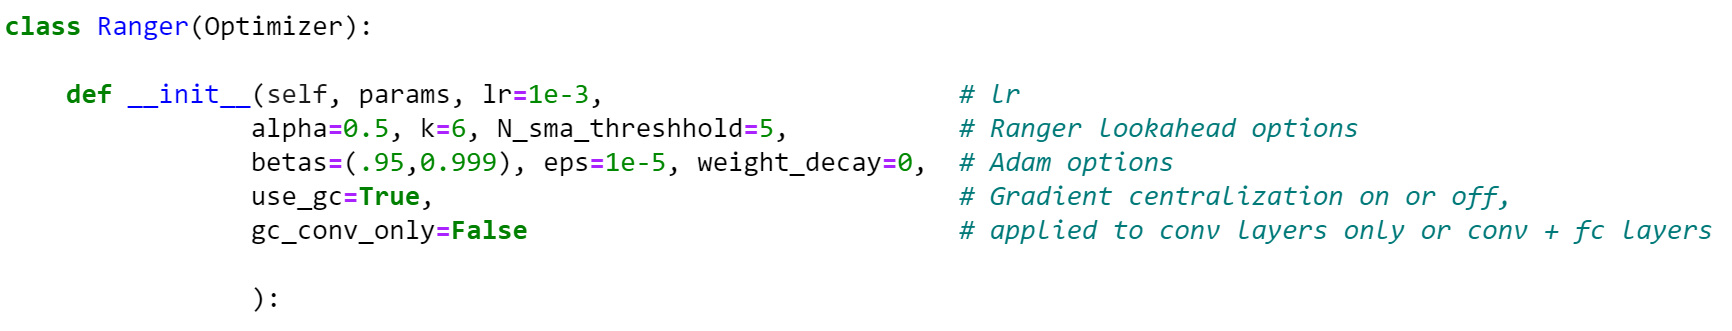 class Ranger(Optimizer):
def __init__(self, params, lr=1e-3, # lr
alpha=0.5, k=6, N_sma_threshhold=5, # Ranger lookahead options
betas=(.95,0.999), eps=1e-5, weight_decay=0, # Adam options
use_gc=True, # Gradient centralization on or off,
gc_conv_only=False # applied to conv layers only or conv + fc layers
):